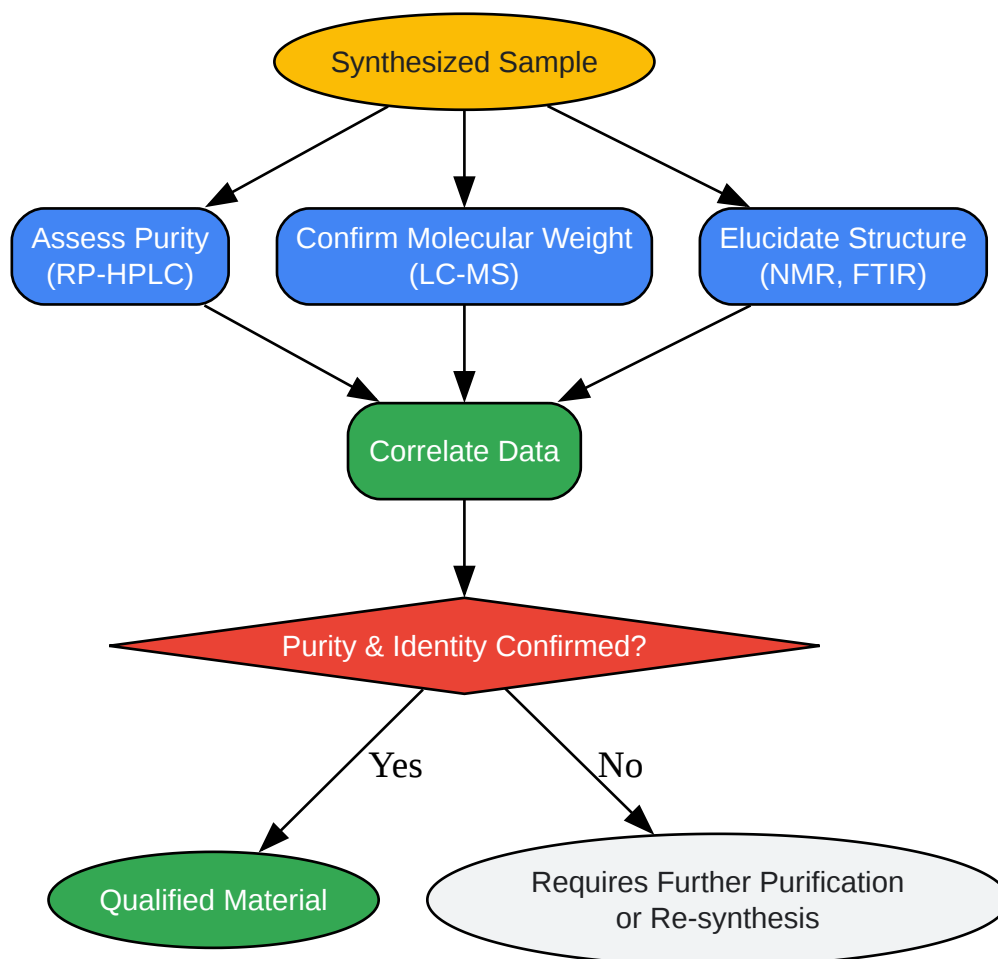 Synthesized Sample
Assess Purity
(RP-HPLC)
Confirm Molecular Weight
(LC-MS)
Elucidate Structure
(NMR, FTIR)
Correlate Data
Purity & Identity Confirmed?
Yes
No
Qualified Material
Requires Further Purification
or Re-synthesis